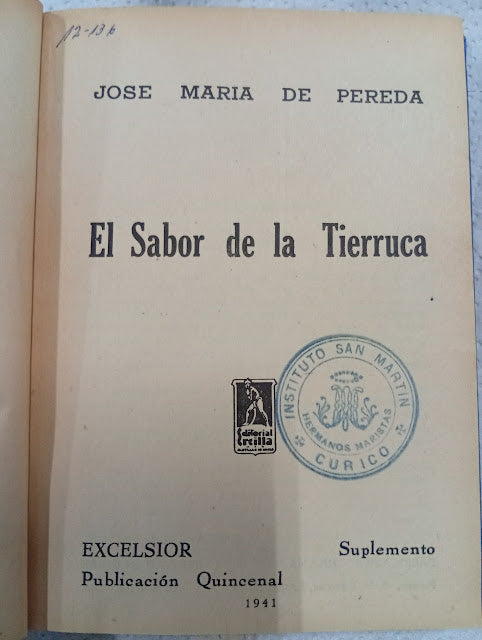 12-136
JOSE MARIA DE PEREDA
El Sabor de la Tierruca
Editorial
Ercilla
INSTITUTO SAN MARTIN
HERMANOS MARISTAS
CURICO
EXCELSIOR Suplemento
Publicación Quincenal
1941